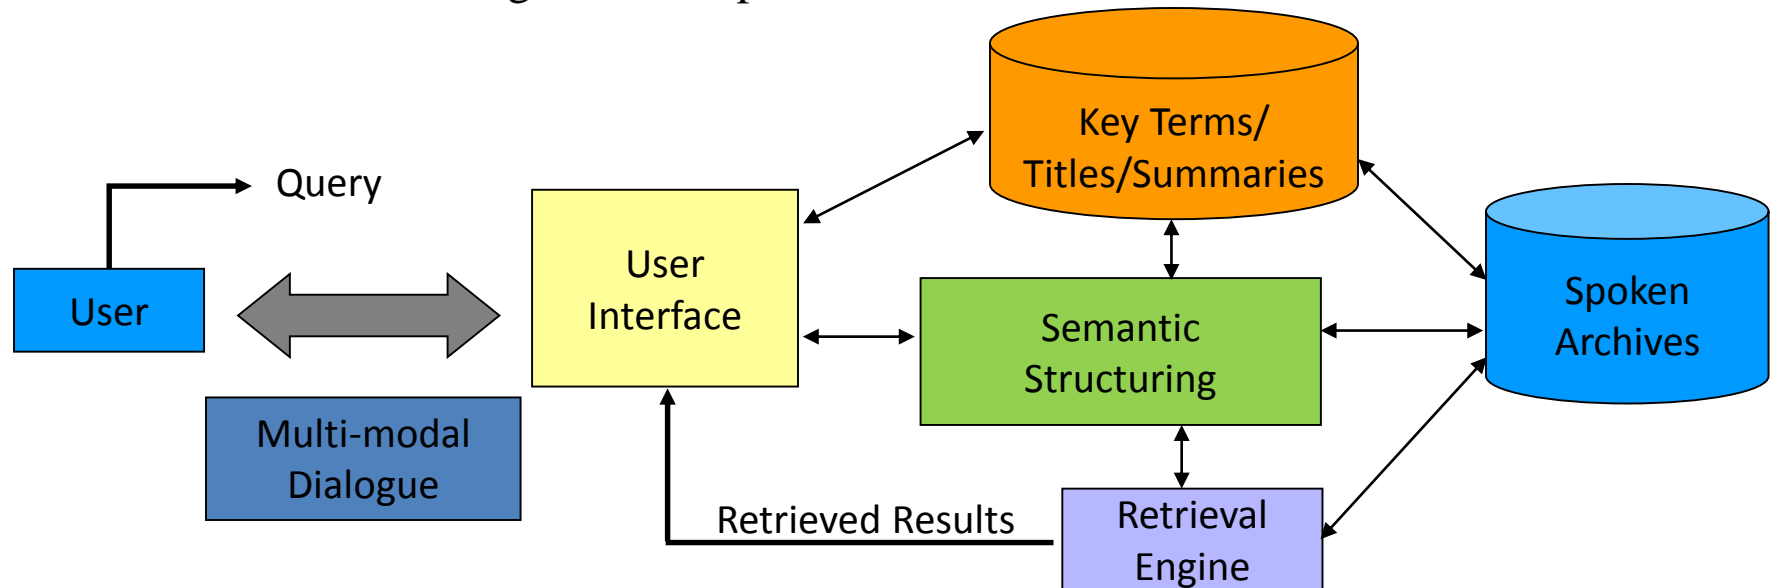 Key Terms/
Titles/Summaries
Query
User
Interface
User
Spoken
Archives
Semantic
Structuring
Multi-modal
Dialogue
Retrieved Results
Retrieval
Engine